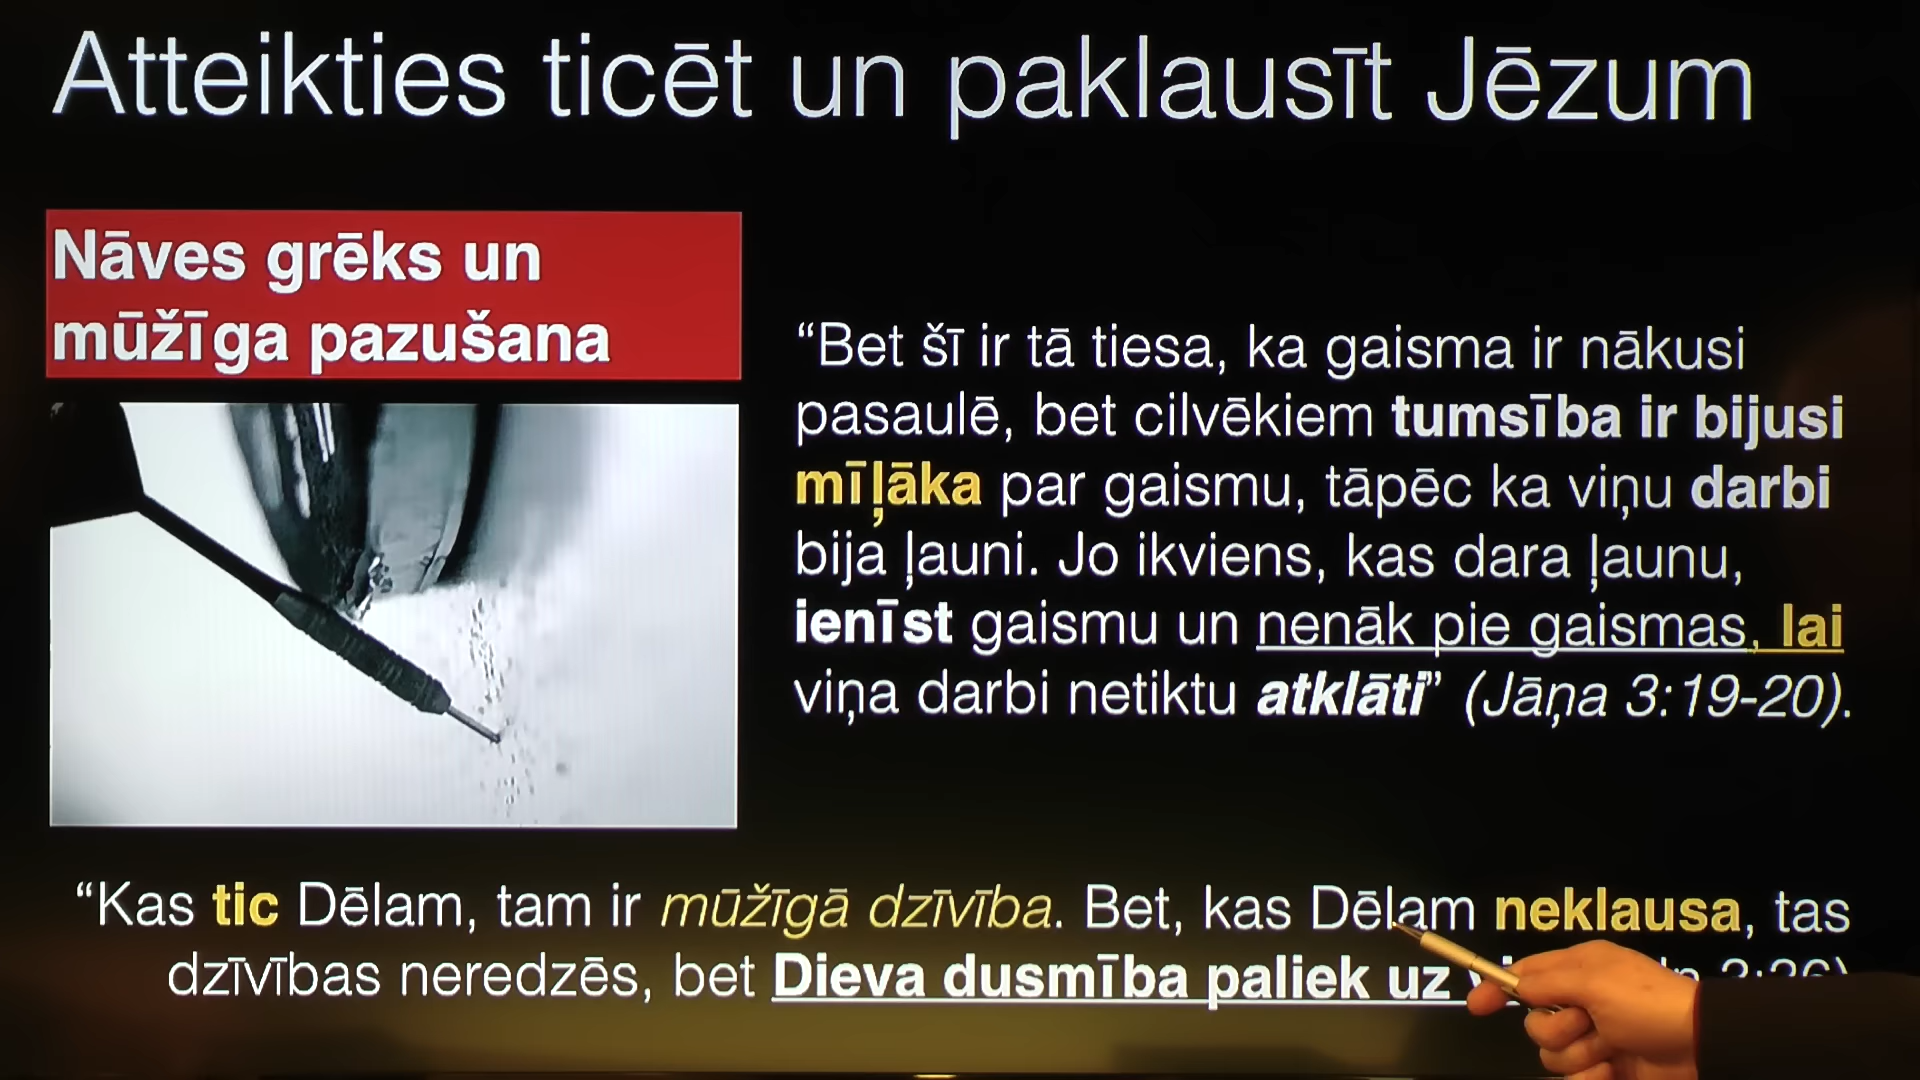 Atteikties ticēt un paklausīt Jēzum
Nāves grēks un
mūžīga pazušana
“Bet šī ir tā tiesa, ka gaisma ir nākusi
pasaulē, bet cilvēkiem tumsība ir bijusi
mīļāka par gaismu, tāpēc ka viņu darbi
bija ļauni. Jo ikviens, kas dara ļaunu,
ienīst gaismu un nenāk pie gaismas, lai
viņa darbi netiktu atklāti” (Jāņa 3:19-20).
“Kas tic Dēlam, tam ir mūžīgā dzīvība. Bet, kas Dēlam neklausa, tas
dzīvības neredzēs, bet Dieva dusmība paliek uz